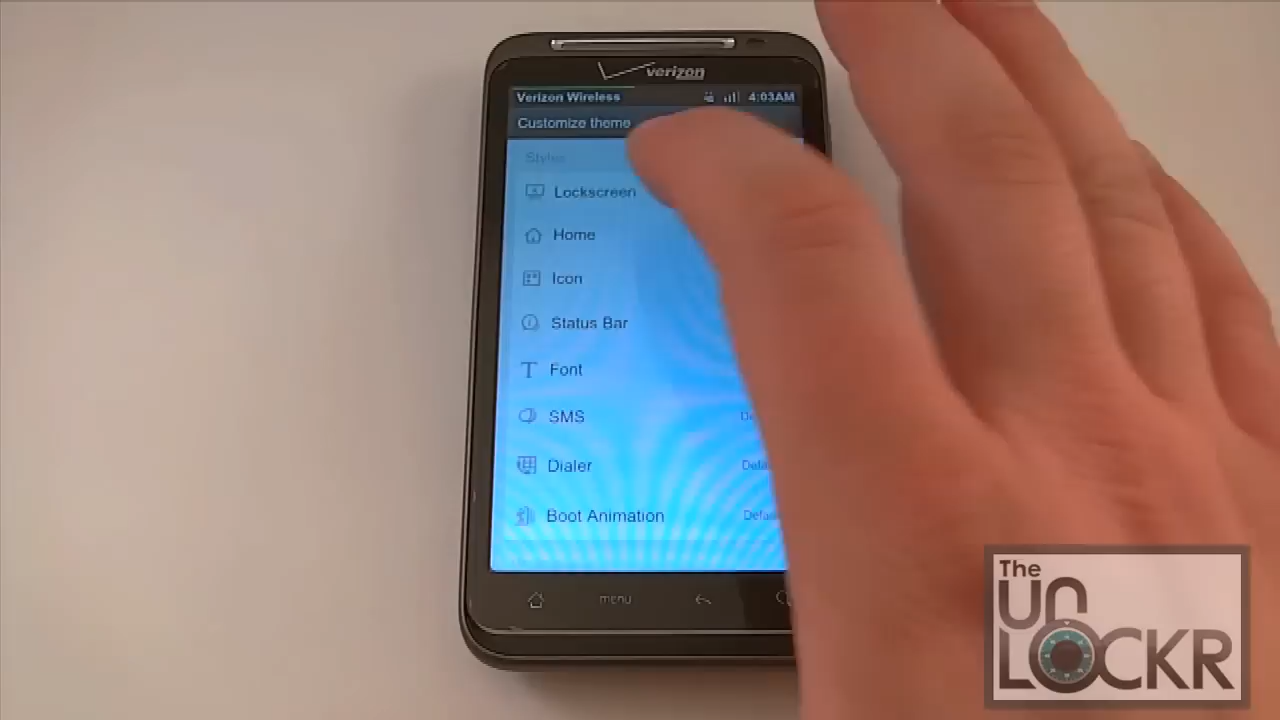 verizon
Verizon Wireless 4:03AM
Customize theme
Styles
Lockscreen
Home
Icon
Status Bar
Font
SMS
Dialer
Boot Animation
menu
The
UNLOCKR